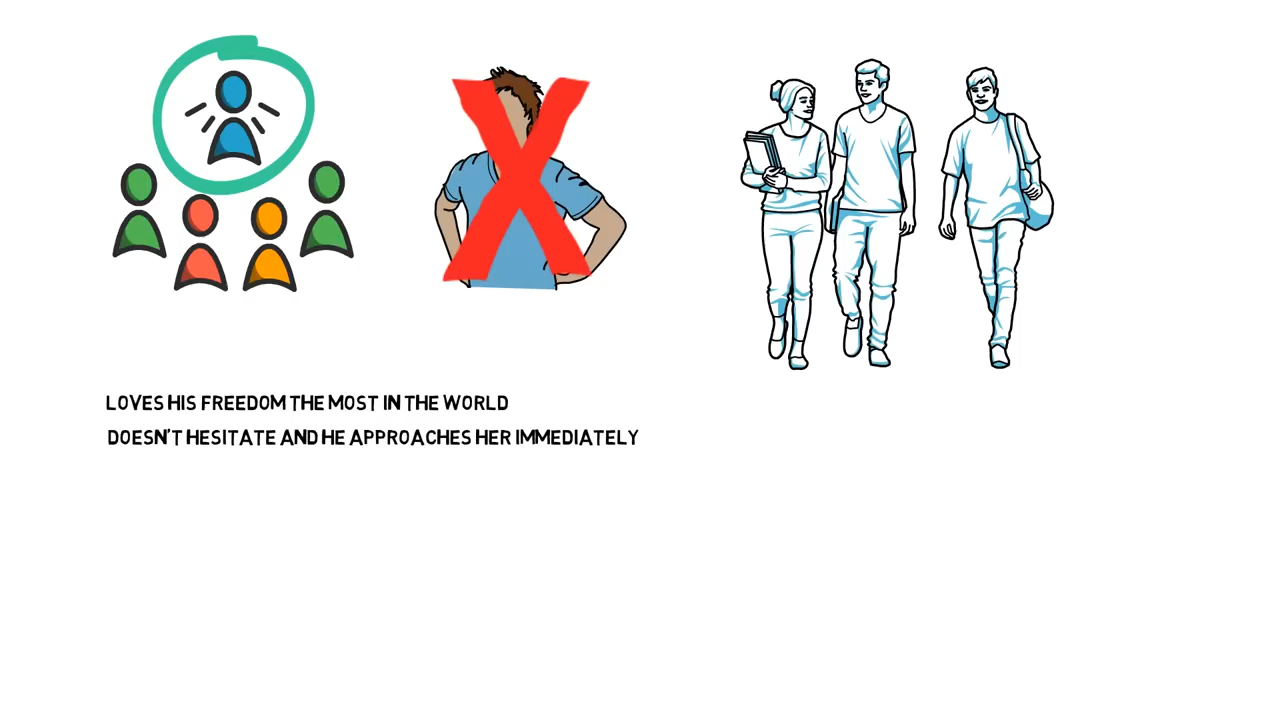 LOVES HIS FREEDOM THE MOST IN THE WORLD
DOESN'T HESITATE AND HE APPROACHES HER IMMEDIATELY